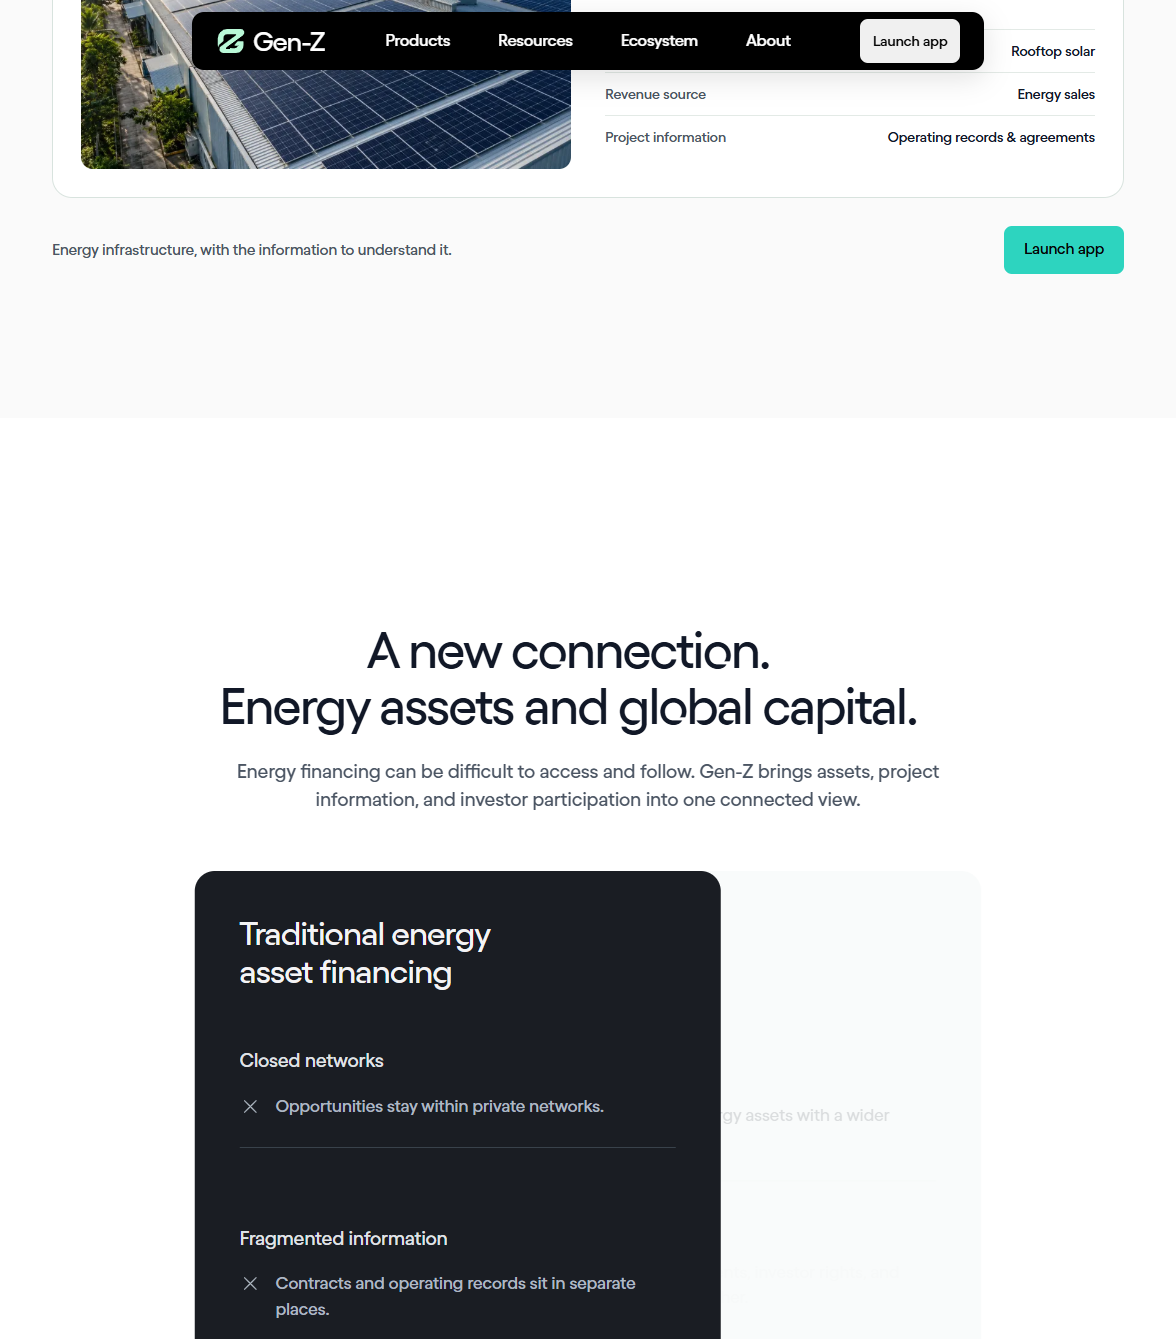 Gen-Z
Products
Resources
Ecosystem
About
Launch app
Rooftop solar
Revenue source
Energy sales
Project information
Operating records & agreements
Energy infrastructure, with the information to understand it.
Launch app
A new connection.
Energy assets and global capital.
Energy financing can be difficult to access and follow. Gen-Z brings assets, project
information, and investor participation into one connected view.
Traditional energy
asset financing
Closed networks
Opportunities stay within private networks.
assets with a wider
Fragmented information
Contracts and operating records sit in separate
places.